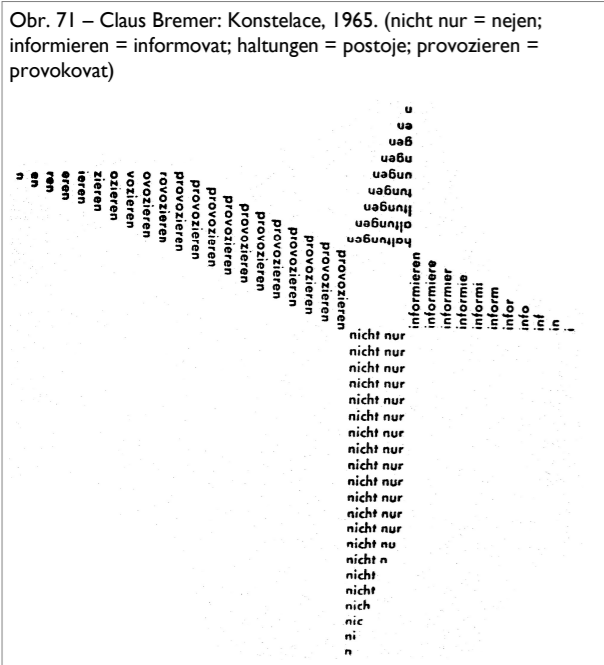 Obr. 71 – Claus Bremer: Konstelace, 1965. (nicht nur = nejen;
informieren = informovat; haltungen = postoje; provozieren =
provokovat)
n
en
gen
ngen
ungen
tungen
ltungen
altungen
haltungen
n
en
ren
eren
ieren
zieren
ozieren
vozieren
ovozieren
rovozieren
provozieren
provozieren
provozieren
provozieren
provozieren
provozieren
provozieren
provozieren
provozieren
provozieren
provozieren
informieren
informiere
informier
informie
informi
inform
infor
info
inf
in
i
nicht nur
nicht nur
nicht nur
nicht nur
nicht nur
nicht nur
nicht nur
nicht nur
nicht nur
nicht nur
nicht nur
nicht nur
nicht nur
nicht nu
nicht n
nicht
nicht
nich
nic
ni
n